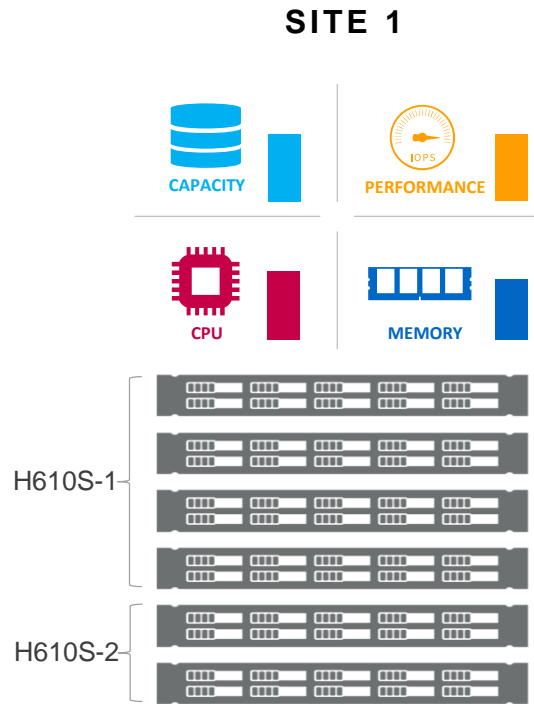 SITE 1
IOPS
CAPACITY
PERFORMANCE
CPU
MEMORY
H610S-1
H610S-2